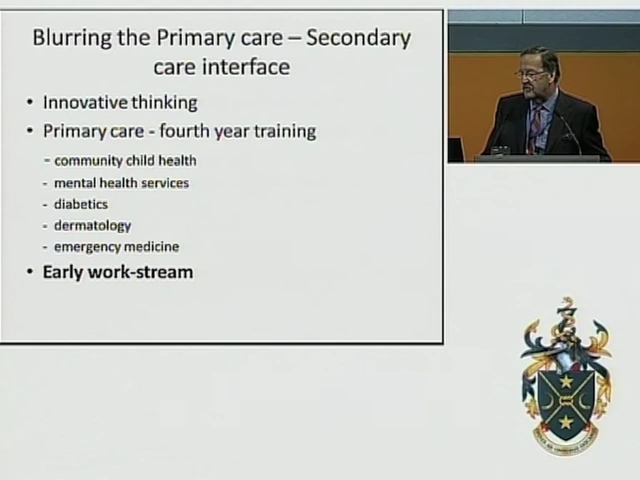 Blurring the Primary care – Secondary
care interface
• Innovative thinking
• Primary care - fourth year training
- community child health
- mental health services
- diabetics
- dermatology
- emergency medicine
• Early work-stream